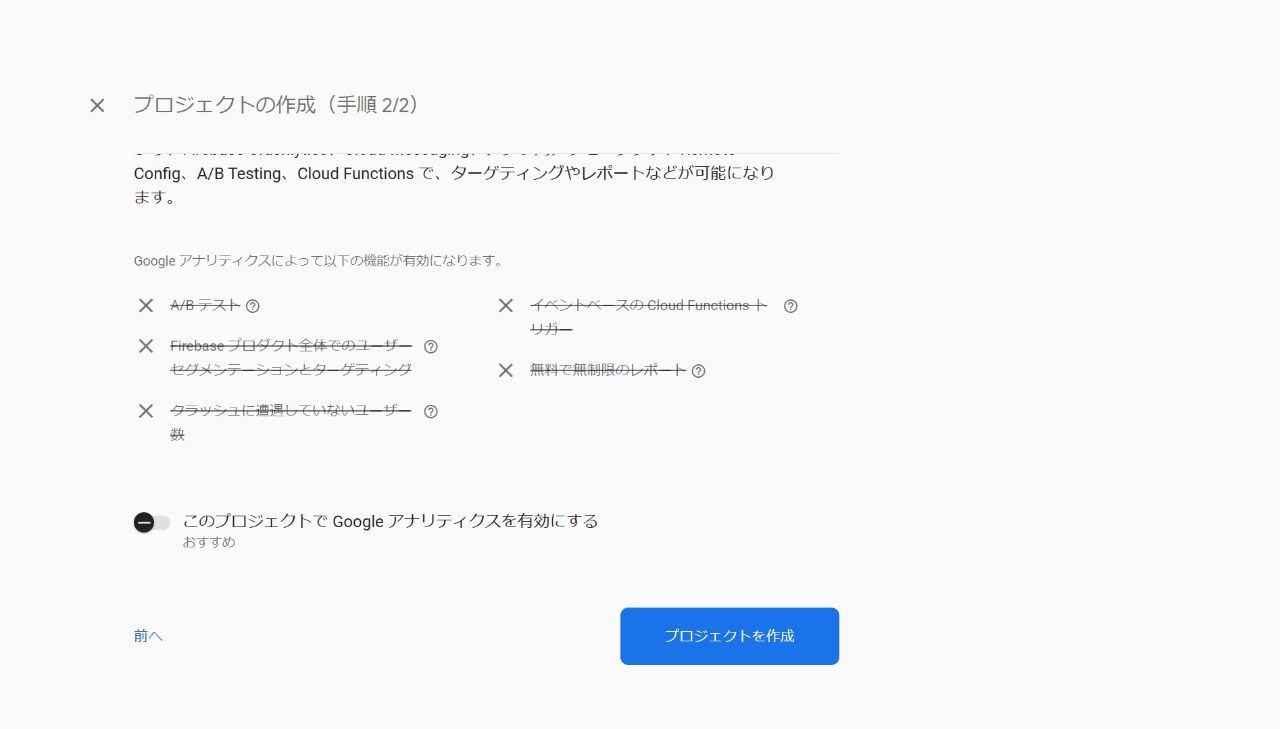 プロジェクトの作成（手順 2/2）
Config、A/B Testing、Cloud Functions で、ターゲティングやレポートなどが可能になり
ます。
Google アナリティクスによって以下の機能が有効になります。
A/B テスト
Firebase プロダクト全体でのユーザー
セグメンテーションとターゲティング
クラッシュに遭遇していないユーザー
数
イベントベースの Cloud Functions ト
リガー
無料で無制限のレポート
このプロジェクトで Google アナリティクスを有効にする
おすすめ
前へ
プロジェクトを作成